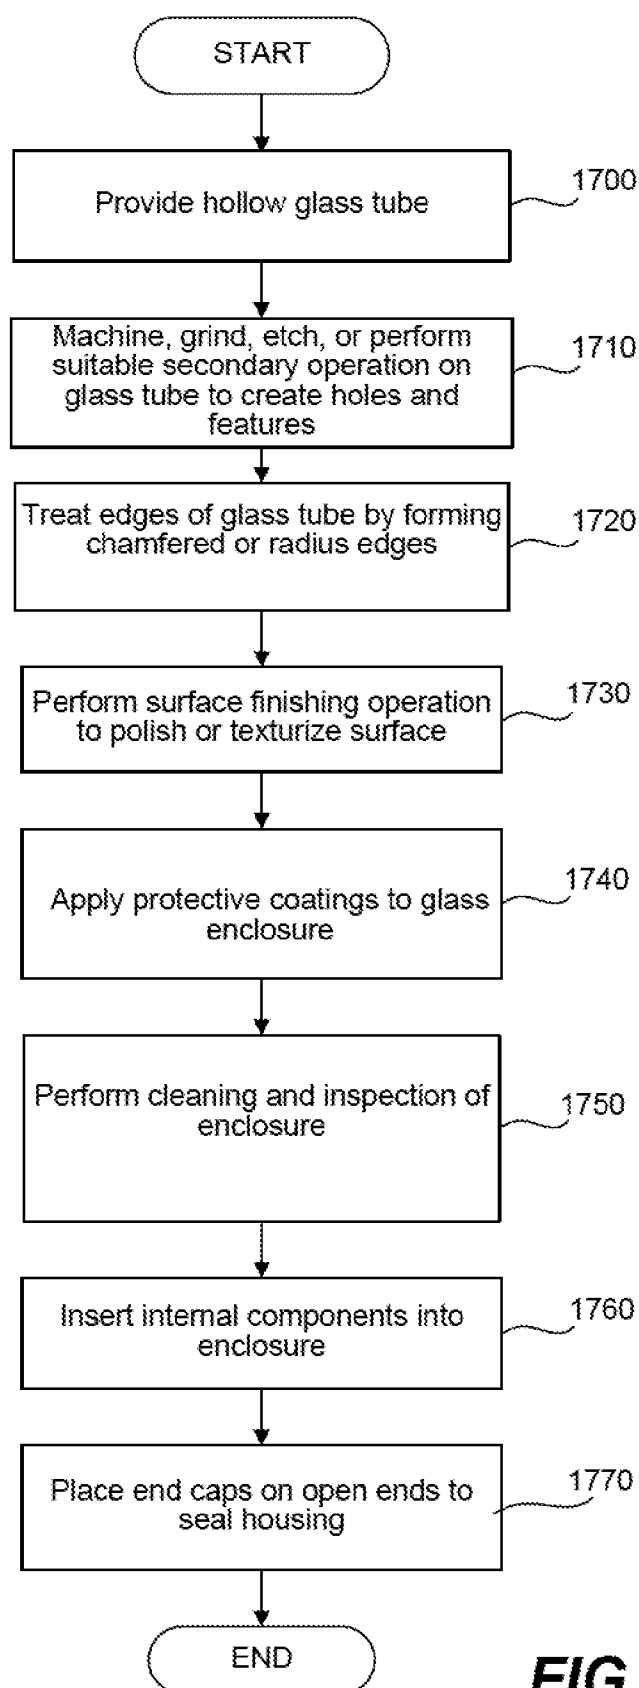 START
Provide hollow glass tube
1700
Machine, grind, etch, or perform
suitable secondary operation on
glass tube to create holes and
features
1710
Treat edges of glass tube by forming
chamfered or radius edges
1720
Perform surface finishing operation
to polish or texturize surface
1730
Apply protective coatings to glass
enclosure
1740
Perform cleaning and inspection of
enclosure
1750
Insert internal components into
enclosure
1760
Place end caps on open ends to
seal housing
1770
END
FIG